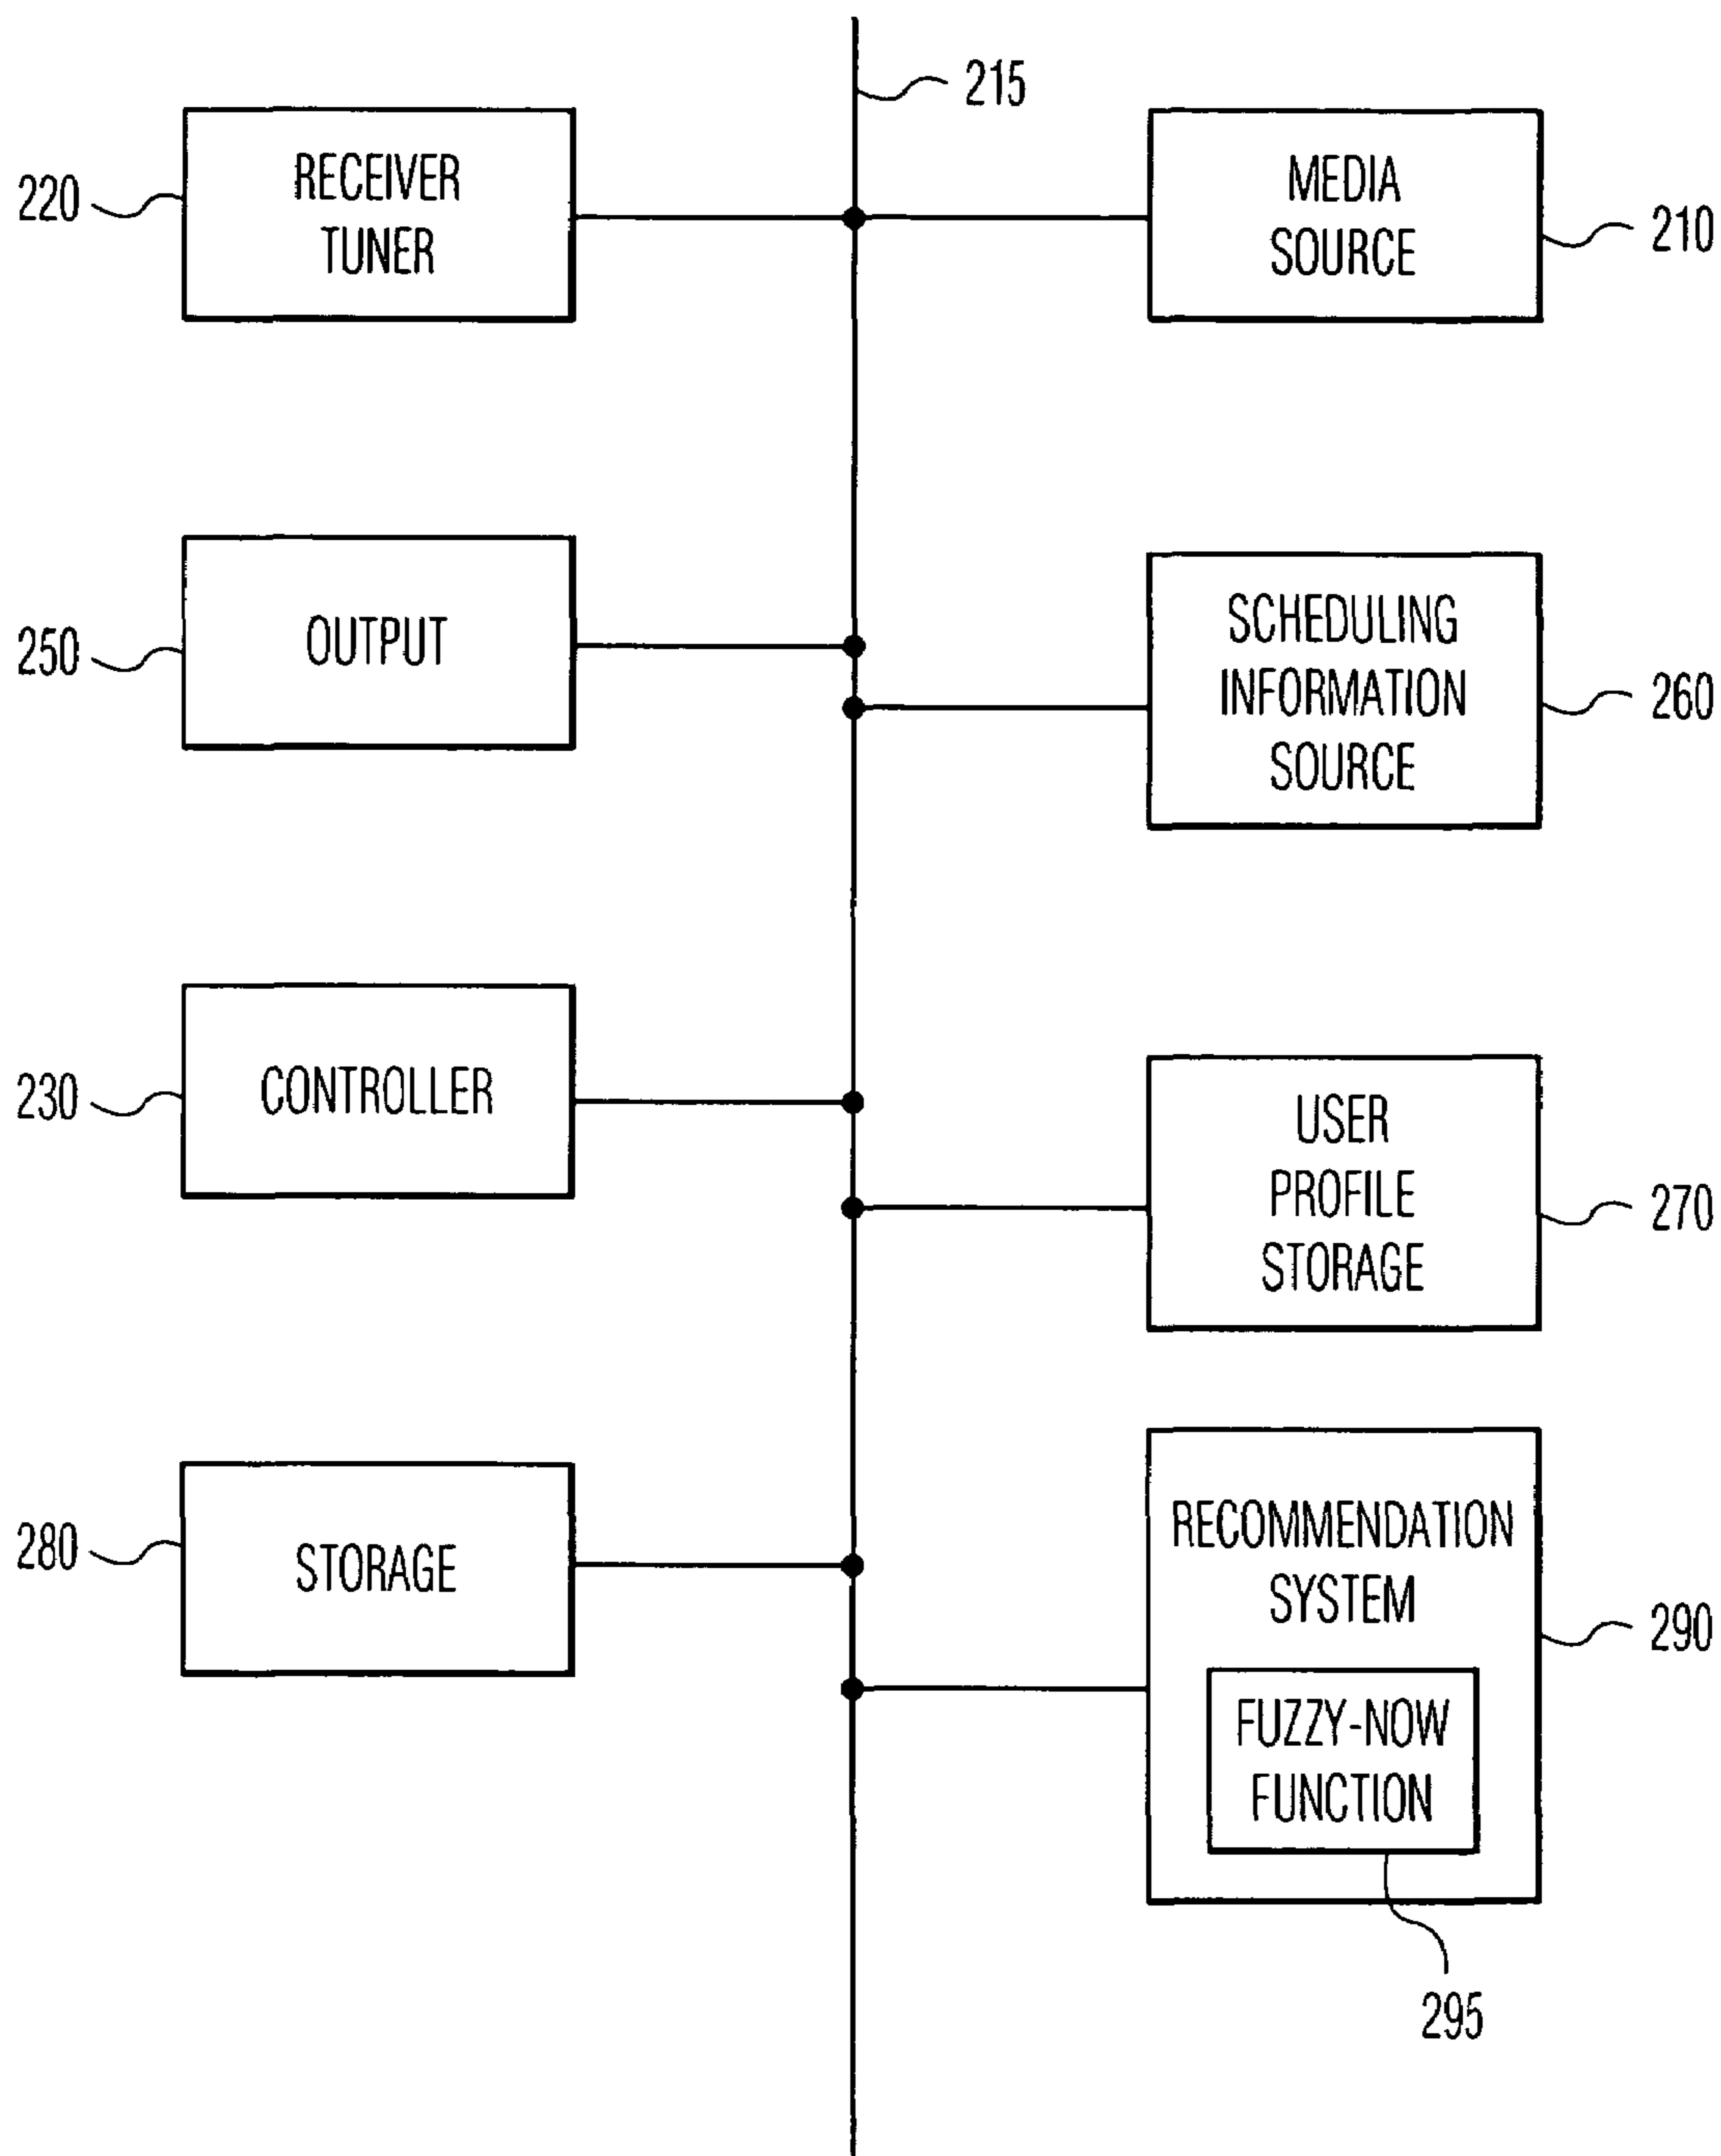 215
220
RECEIVER
TUNER
MEDIA
SOURCE
210
250
OUTPUT
SCHEDULING
INFORMATION
SOURCE
260
230
CONTROLLER
USER
PROFILE
STORAGE
270
280
STORAGE
RECOMMENDATION
SYSTEM
290
FUZZY-NOW
FUNCTION
295